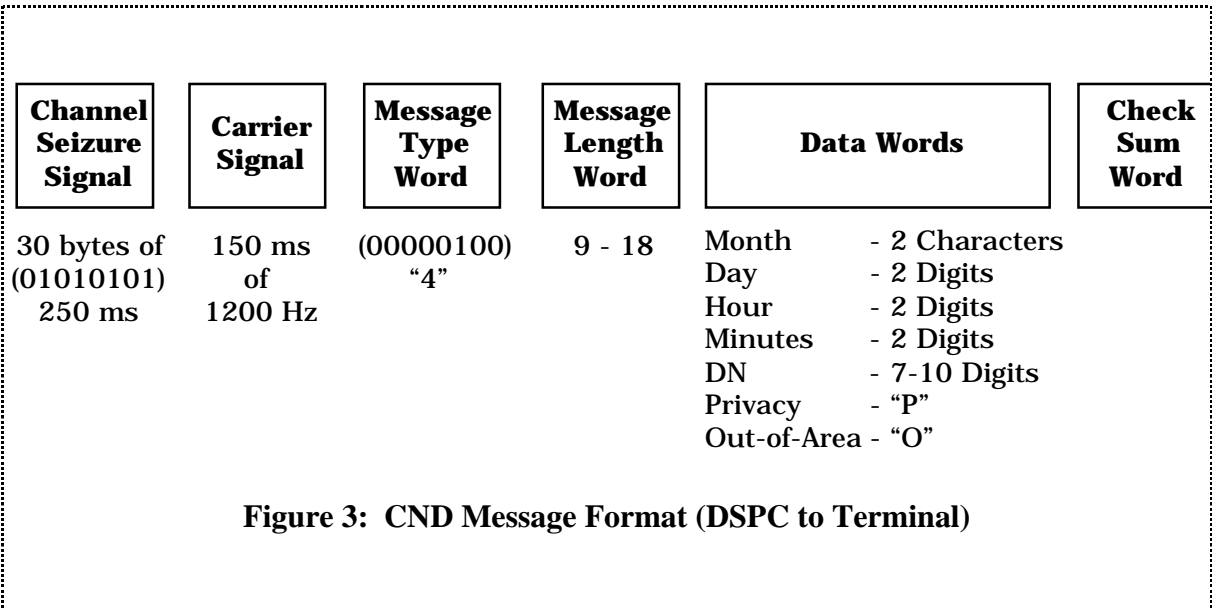 Channel
Seizure
Signal
Carrier
Signal
Message
Type
Word
Message
Length
Word
Data Words
Check
Sum
Word
30 bytes of
(01010101)
250 ms
150 ms
of
1200 Hz
(00000100)
“4”
9 - 18
Month - 2 Characters
Day - 2 Digits
Hour - 2 Digits
Minutes - 2 Digits
DN - 7-10 Digits
Privacy - “P”
Out-of-Area - “O”
Figure 3: CND Message Format (DSPC to Terminal)